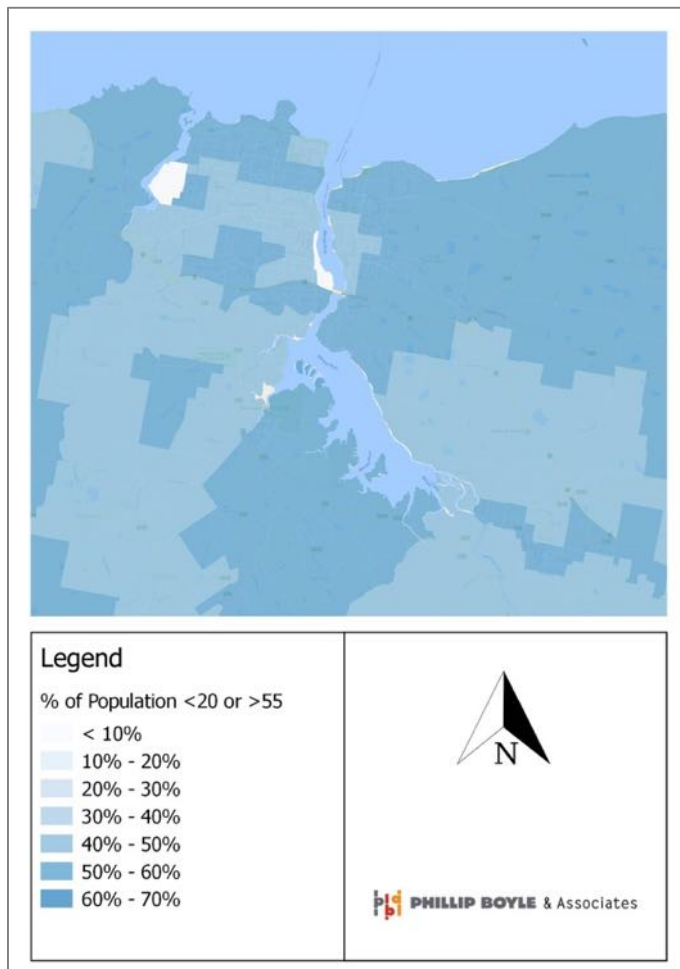 Legend
% of Population <20 or >55
< 10%
10% - 20%
20% - 30%
30% - 40%
40% - 50%
50% - 60%
60% - 70%
N
PHILLIP BOYLE & Associates